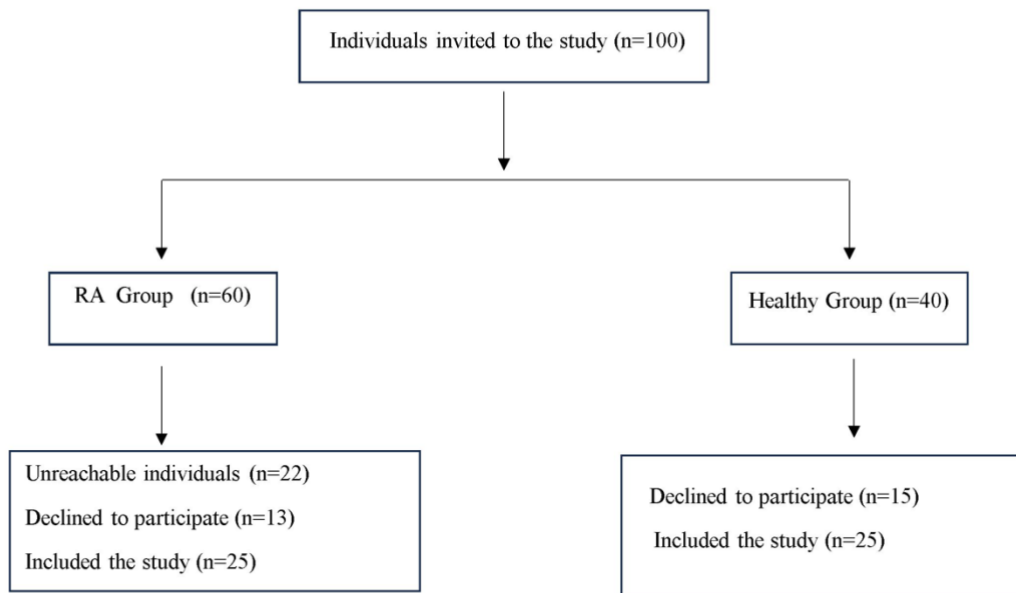 Individuals invited to the study (n=100)
RA Group (n=60)
Healthy Group (n=40)
Unreachable individuals (n=22)
Declined to participate (n=13)
Included the study (n=25)
Declined to participate (n=15)
Included the study (n=25)